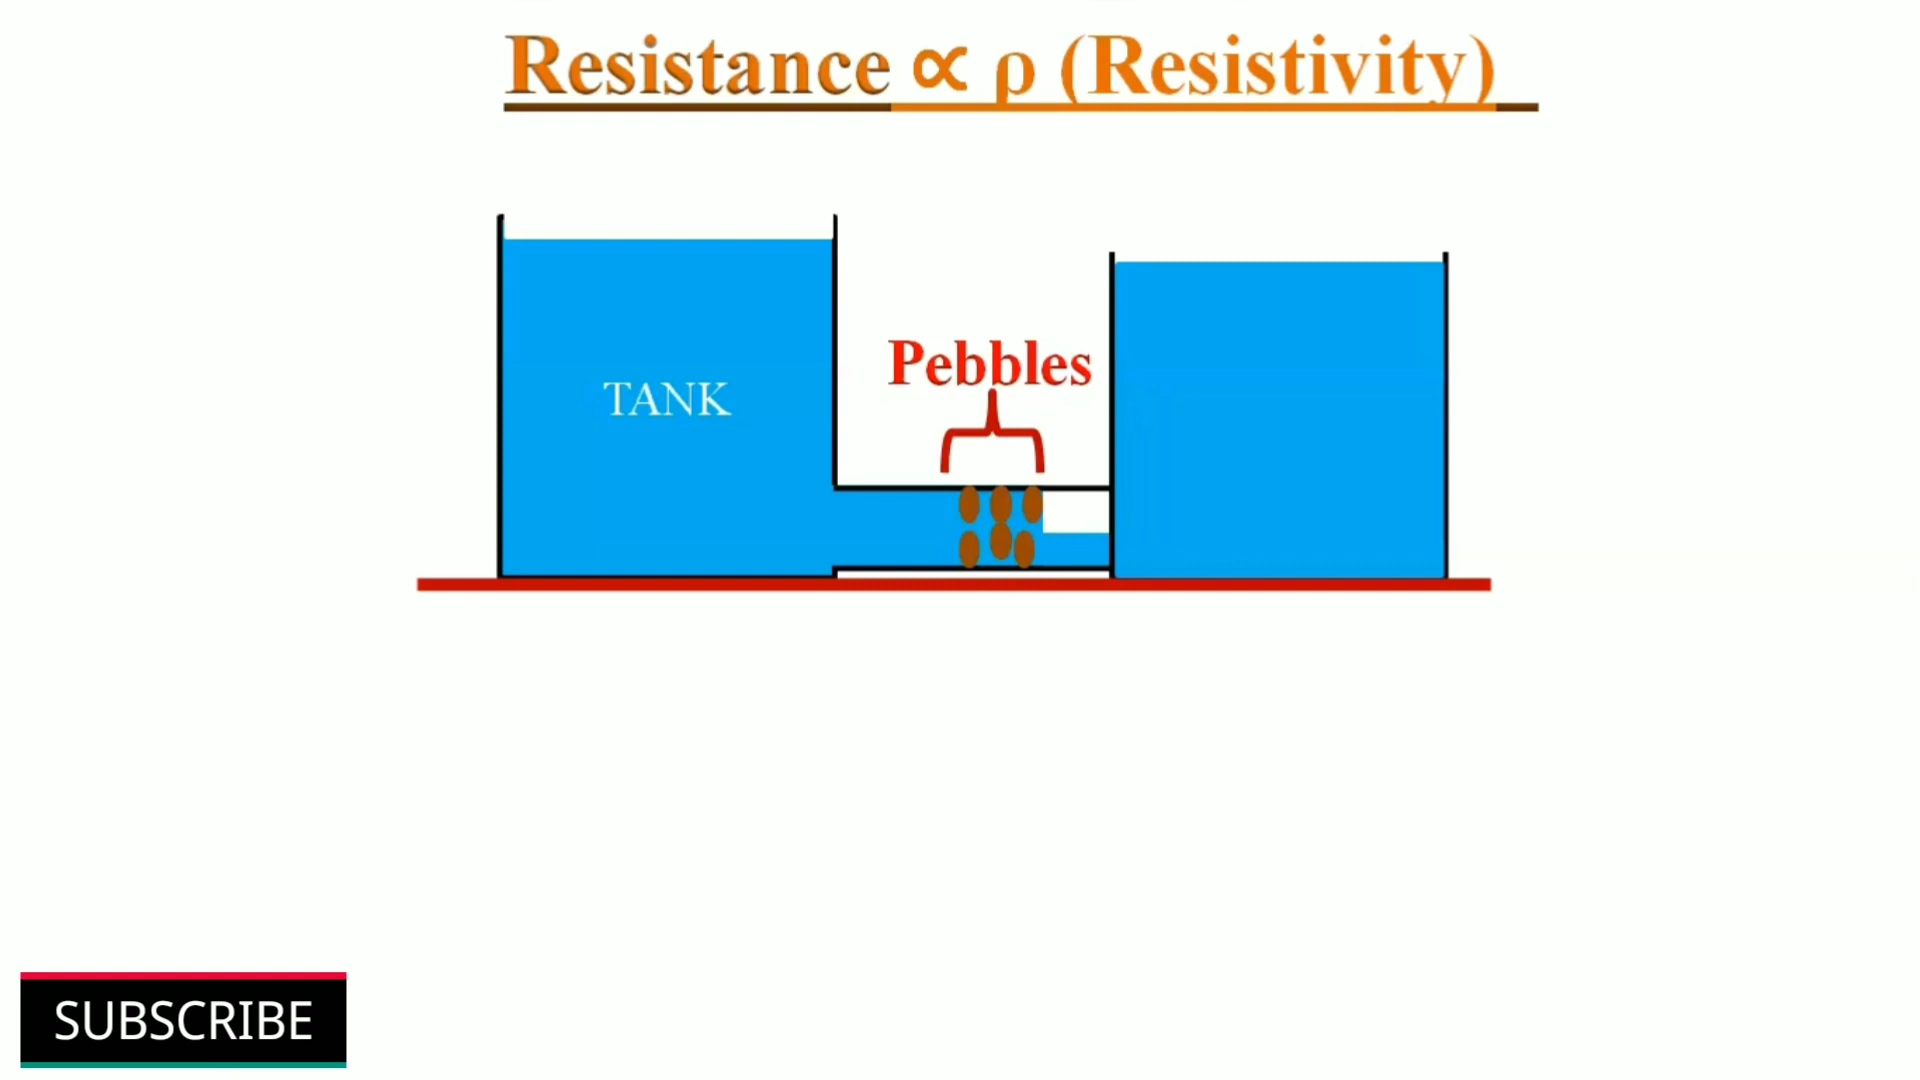 Resistance ∝ ρ (Resistivity)
Pebbles
TANK
SUBSCRIBE